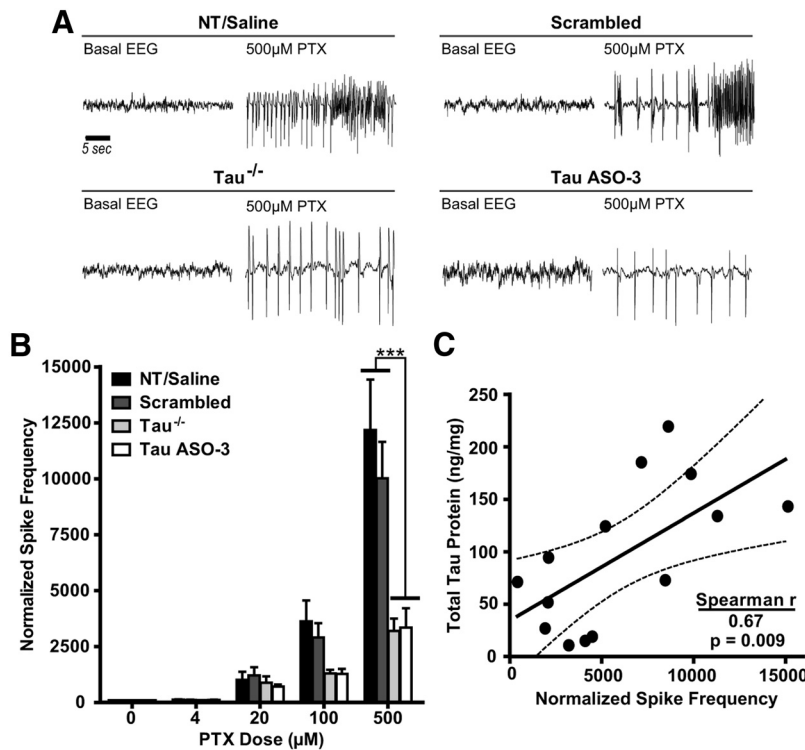 A
NT/Saline
Scrambled
Basal EEG
500µM PTX
Basal EEG
500µM PTX
5 sec
Tau-/-
Tau ASO-3
Basal EEG
500µM PTX
Basal EEG
500µM PTX
B
Normalized Spike Frequency
15000
12500
10000
7500
5000
2500
0
NT/Saline
Scrambled
Tau-/-
Tau ASO-3
***
0
4
20
100
500
PTX Dose (µM)
C
Total Tau Protein (ng/mg)
250
200
150
100
50
0
Spearman r
0.67
p = 0.009
0
5000
10000
15000
Normalized Spike Frequency